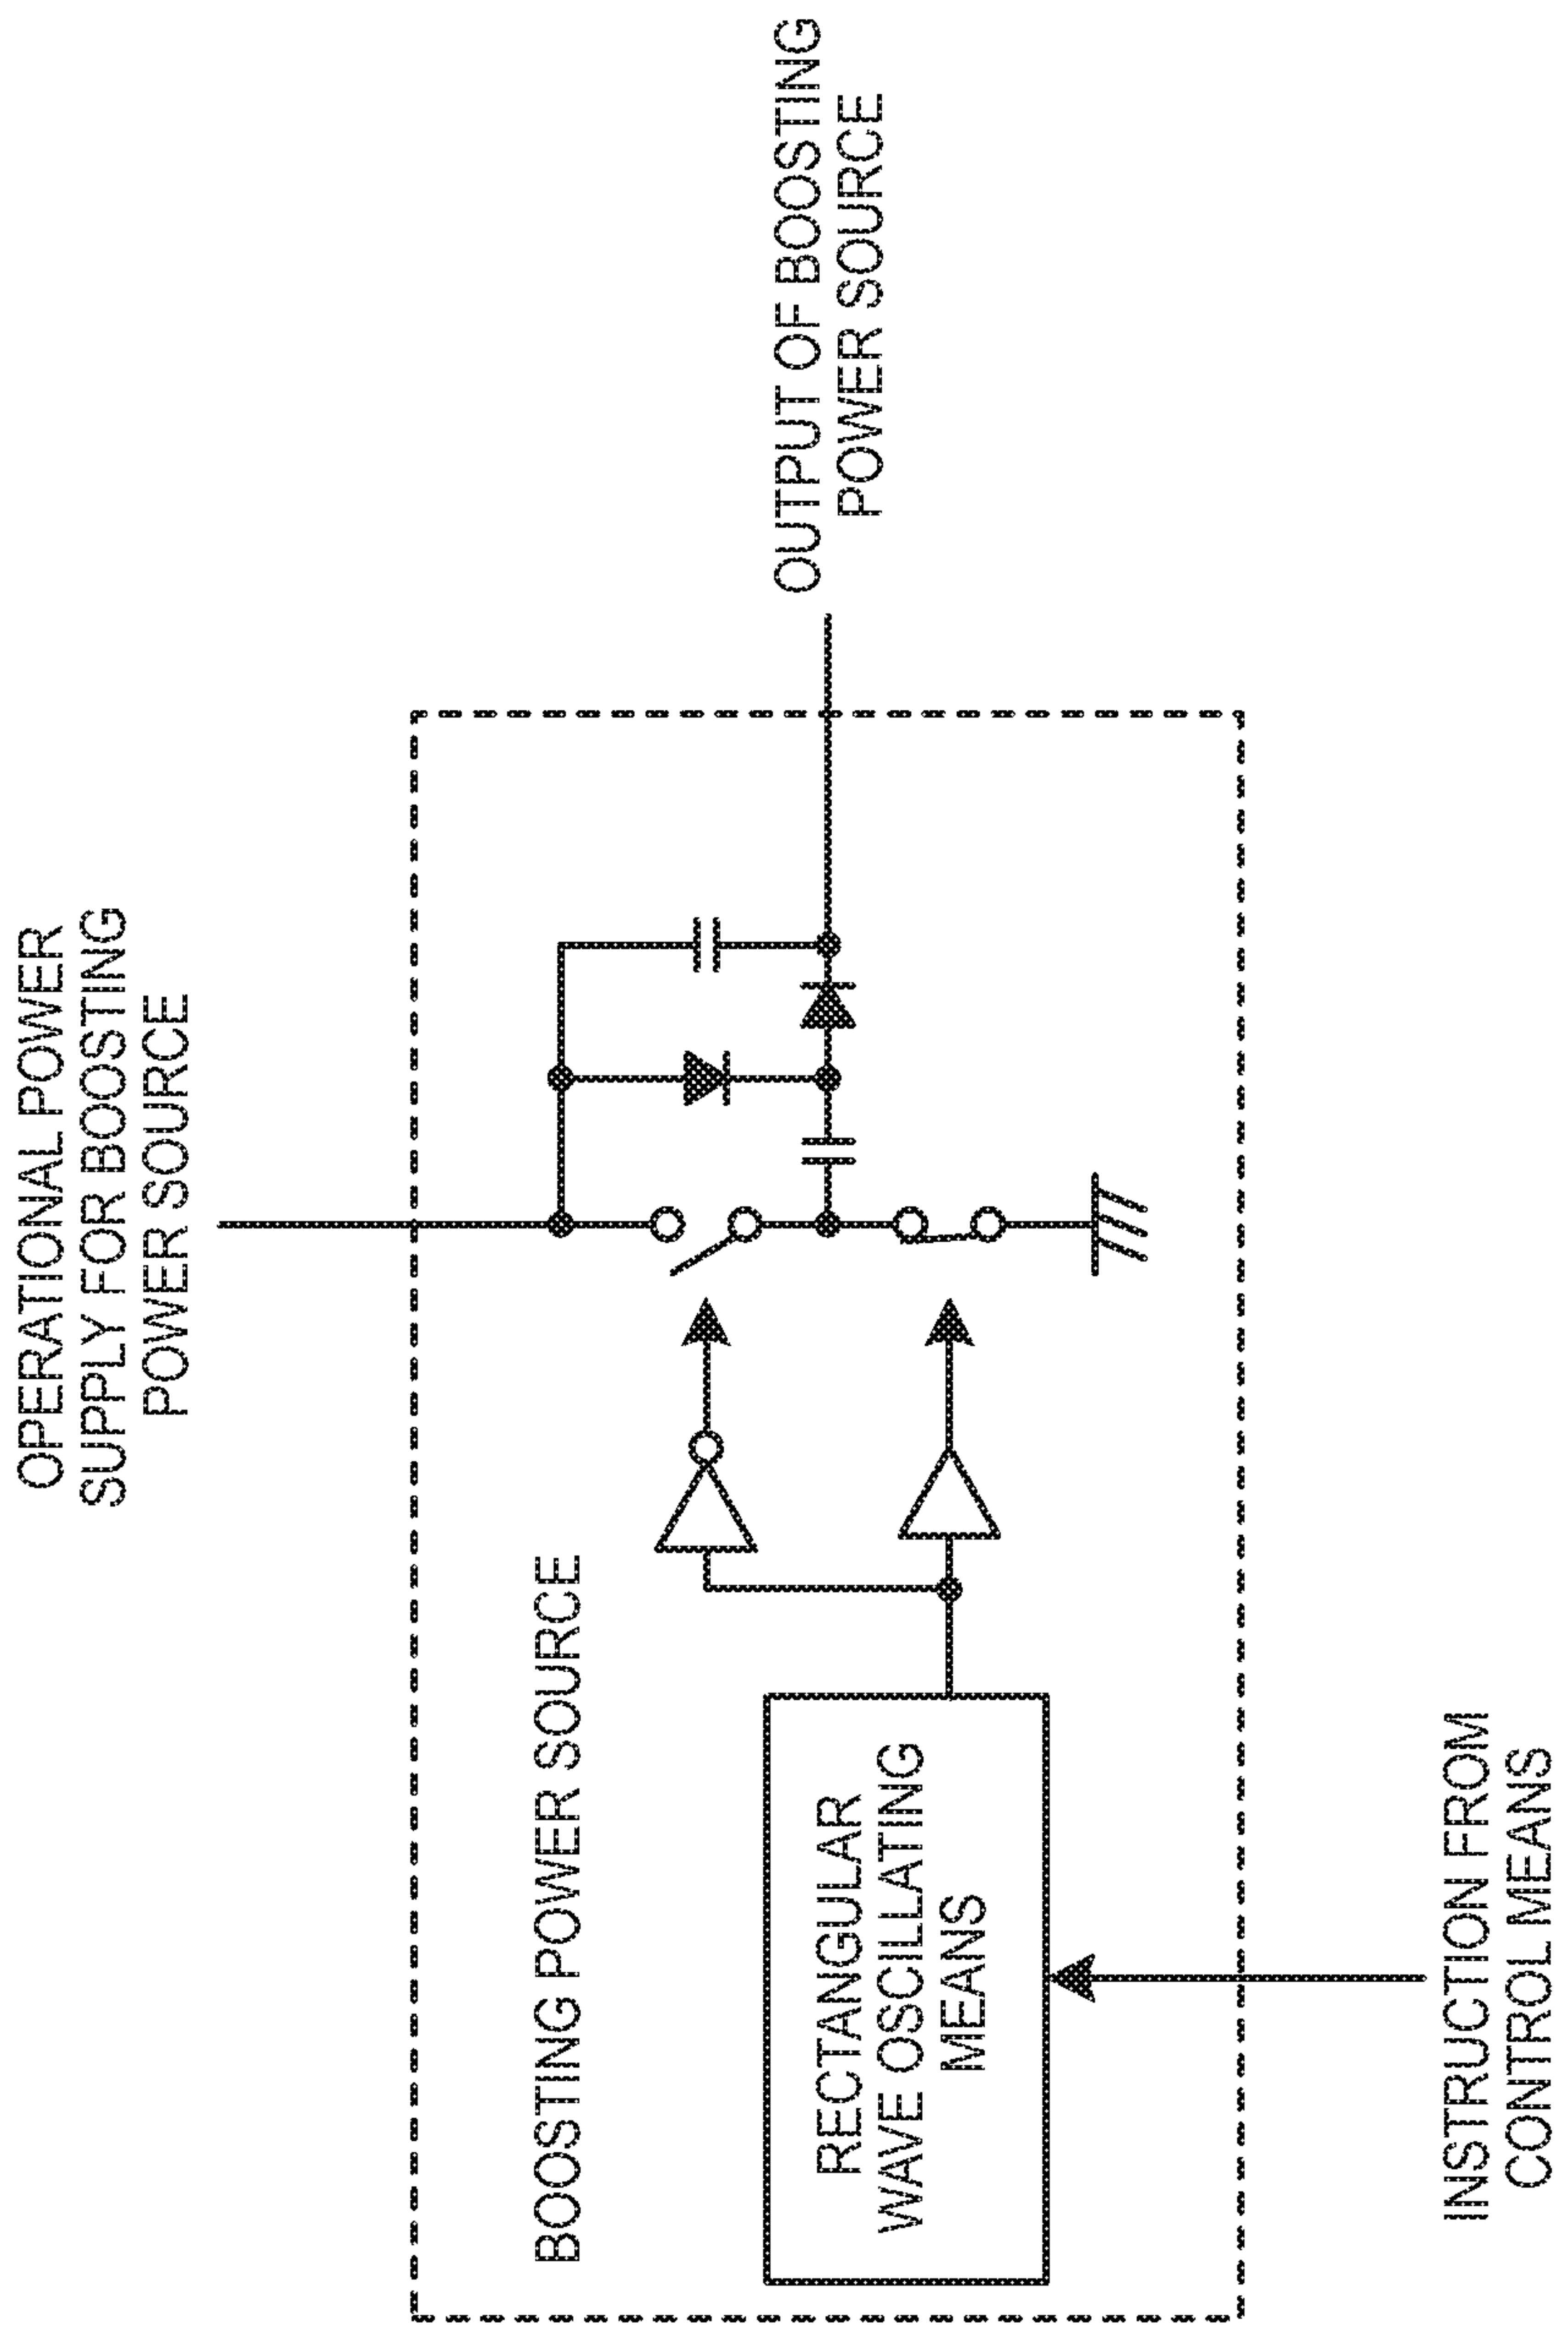 OPERATIONAL POWER
SUPPLY FOR BOOSTING
POWER SOURCE
BOOSTING POWER SOURCE
RECTANGULAR
WAVE OSCILLATING
MEANS
OUTPUT OF BOOSTING
POWER SOURCE
INSTRUCTION FROM
CONTROL MEANS